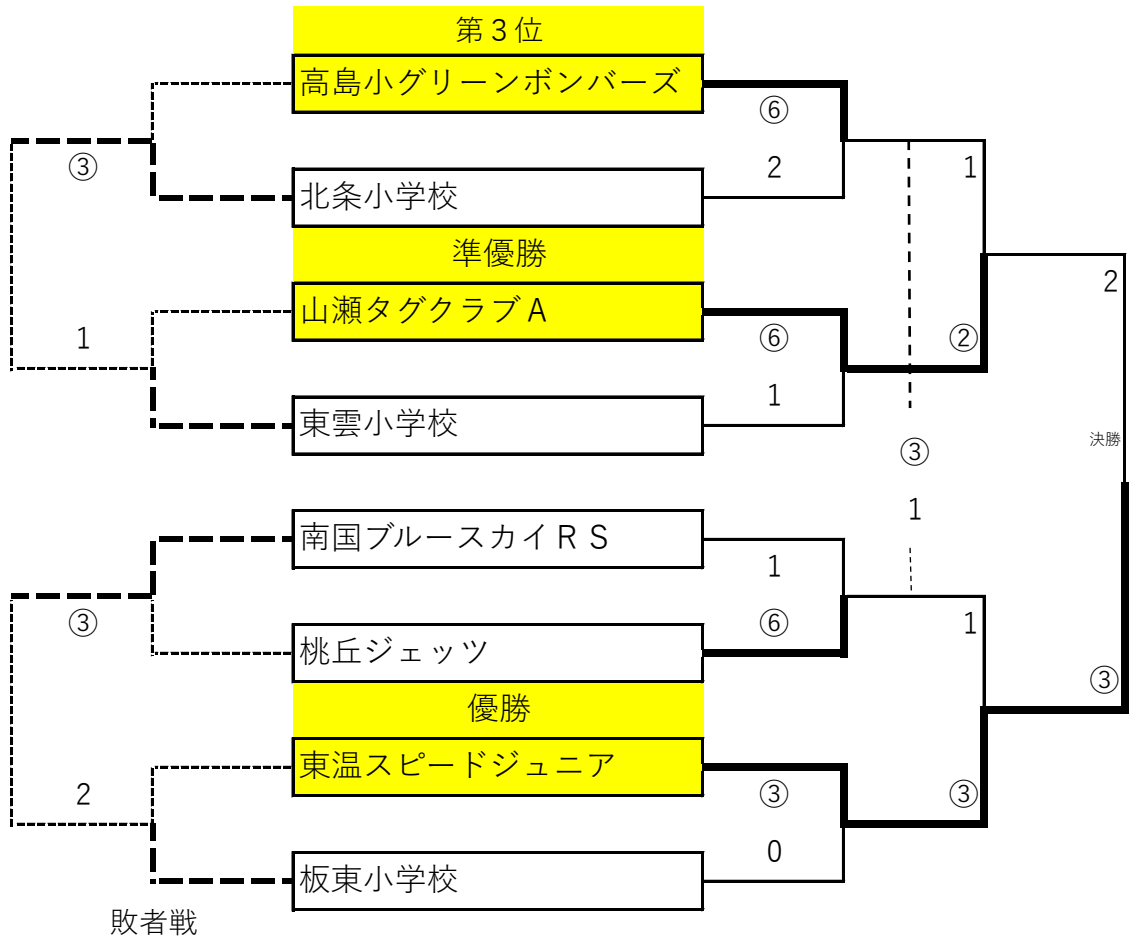 第３位
高島小グリーンボンバーズ
⑥
③
2
1
北条小学校
準優勝
2
山瀬タグクラブＡ
1
⑥
②
1
東雲小学校
決勝
③
1
南国ブルースカイＲＳ
1
③
⑥
1
桃丘ジェッツ
③
優勝
東温スピードジュニア
2
③
③
0
板東小学校
敗者戦